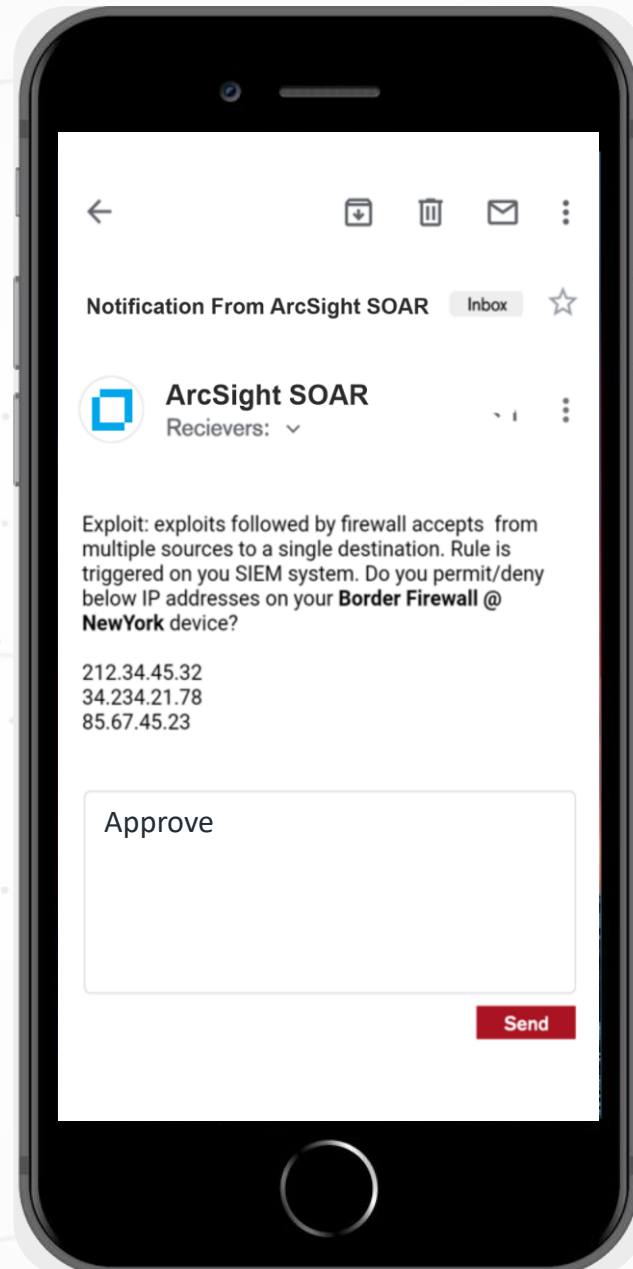 Notification From ArcSight SOAR Inbox
ArcSight SOAR
Recievers:
Exploit: exploits followed by firewall accepts from
multiple sources to a single destination. Rule is
triggered on you SIEM system. Do you permit/deny
below IP addresses on your Border Firewall @
NewYork device?
212.34.45.32
34.234.21.78
85.67.45.23
Approve
Send